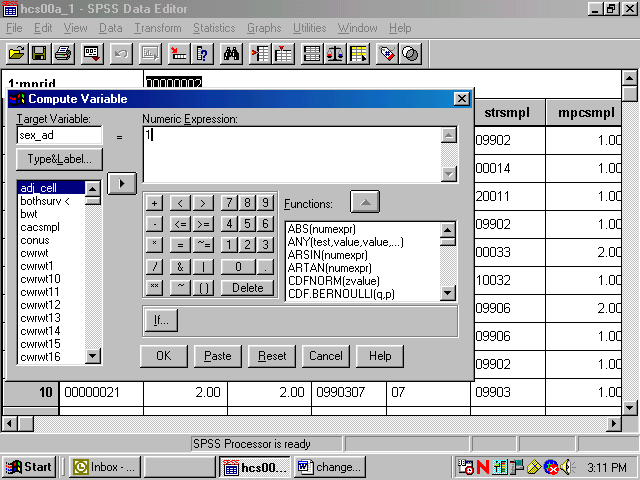 hcs00a_1 - SPSS Data Editor
File Edit View Data Transform Statistics Graphs Utilities Window Help
1:mprid 00000002
Compute Variable
Target Variable:
sex_ad
=
Numeric Expression:
1
Type&Label...
adj_cell
bothsurv <
bwt
cacsmpl
conus
cwrwt
cwrwt1
cwrwt10
cwrwt11
cwrwt12
cwrwt13
cwrwt14
cwrwt15
cwrwt16
+ < > 7 8 9
- <= >= 4 5 6
* = ~= 1 2 3
/ & | 0 .
** ~ ( ) Delete
Functions:
ABS(numexpr)
ANY(test,value,value,...)
ARSIN(numexpr)
ARTAN(numexpr)
CDFNORM(zvalue)
CDF.BERNOULLI(q,p)
If...
OK Paste Reset Cancel Help
strsmpl mpcsmpl
09902 1.00
00014 1.00
20011 1.00
00033 2.00
10032 1.00
09906 2.00
09906 1.00
09902 1.00
10 00000021 2.00 2.00 0990307 07 09903 1.00
SPSS Processor is ready
Start Inbox - ... hcs00... change... 3:11 PM